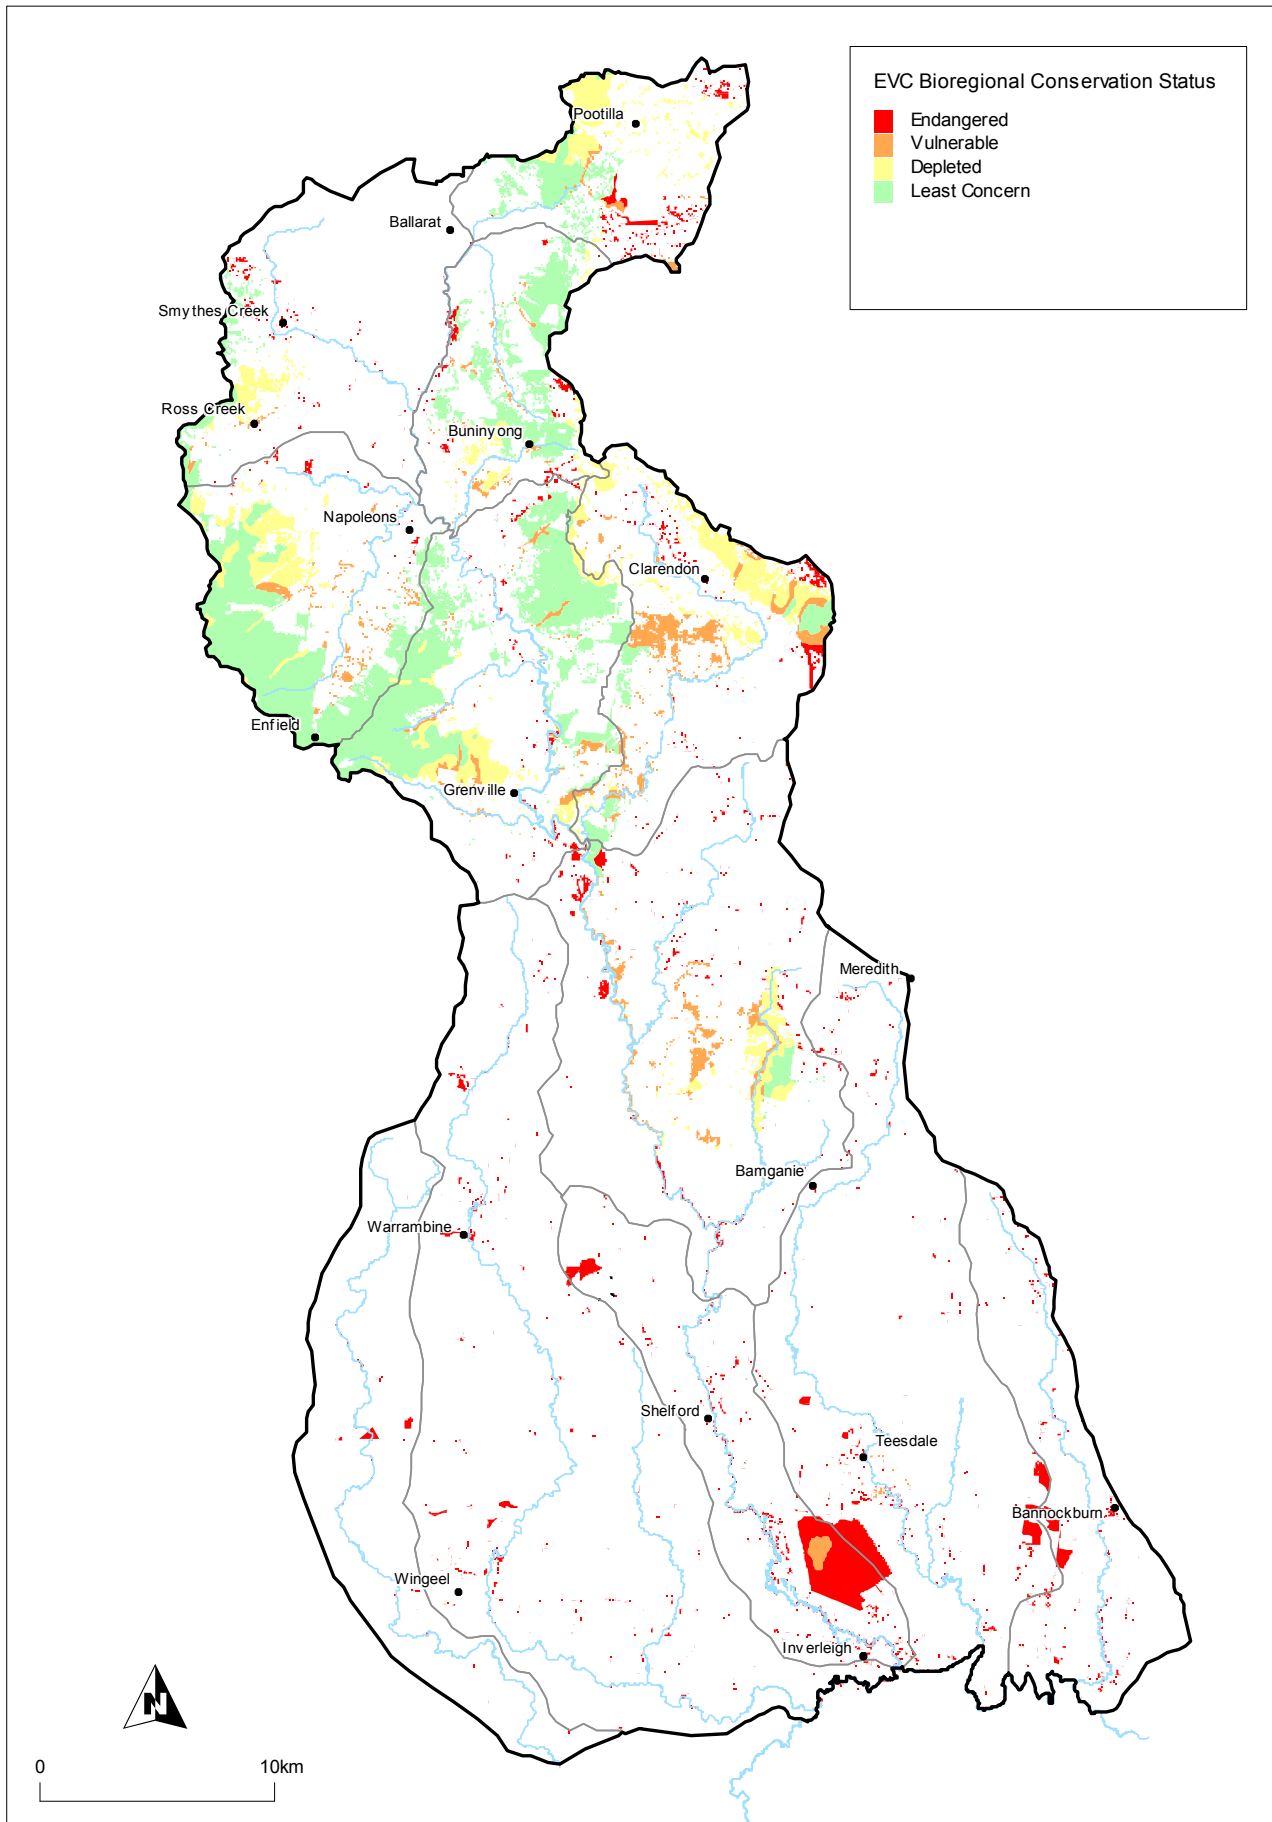 EVC Bioregional Conservation Status
Endangered
Vulnerable
Depleted
Least Concern
Pootilla
Ballarat
Smythes Creek
Ross Creek
Buninyong
Napoleons
Clarendon
Enfield
Grenville
Meredith
Bamganie
Warrambine
Shelford
Teesdale
Bannockburn
Wingeel
Inverleigh
N
0 10km